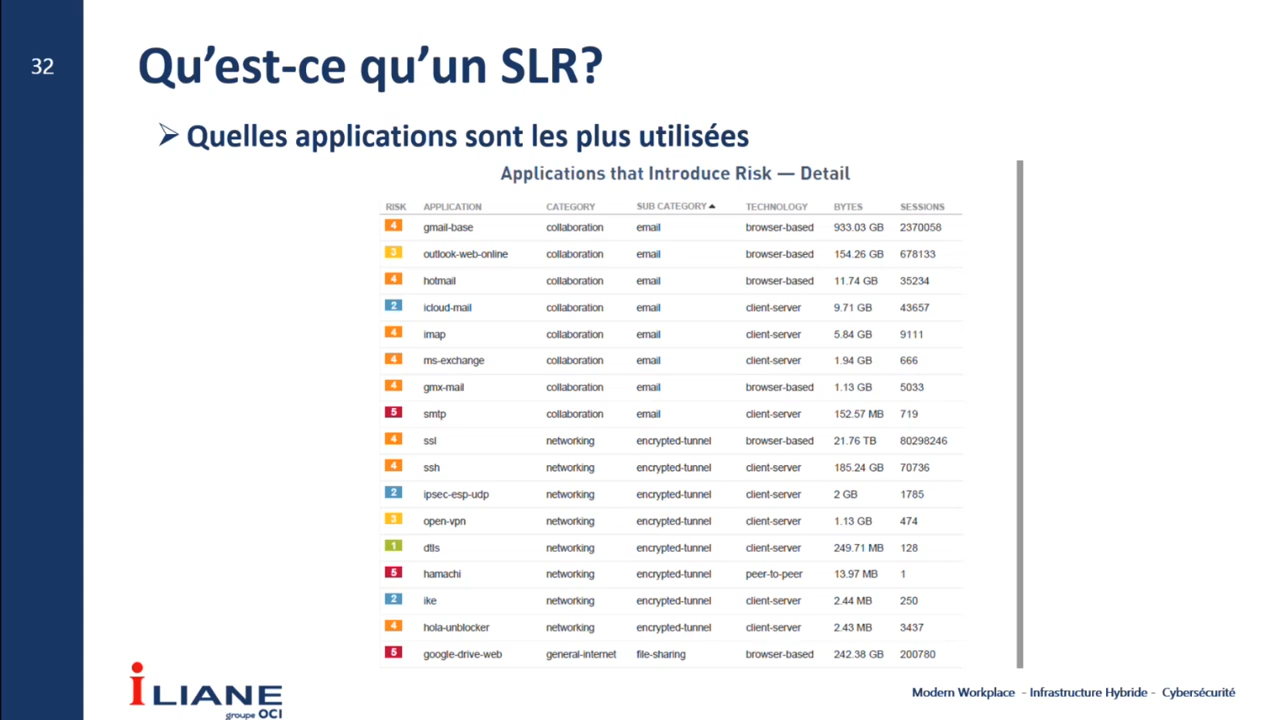 32
Qu'est-ce qu'un SLR?
➢ Quelles applications sont les plus utilisées
Applications that Introduce Risk — Detail
RISK APPLICATION CATEGORY SUB CATEGORY ▲ TECHNOLOGY BYTES SESSIONS
4 gmail-base collaboration email browser-based 933.03 GB 2370058
3 outlook-web-online collaboration email browser-based 154.26 GB 678133
4 hotmail collaboration email browser-based 11.74 GB 35234
2 icloud-mail collaboration email client-server 9.71 GB 43657
4 imap collaboration email client-server 5.84 GB 9111
4 ms-exchange collaboration email client-server 1.94 GB 666
4 gmx-mail collaboration email browser-based 1.13 GB 5033
5 smtp collaboration email client-server 152.57 MB 719
4 ssl networking encrypted-tunnel browser-based 21.76 TB 80298246
4 ssh networking encrypted-tunnel client-server 185.24 GB 70736
2 ipsec-esp-udp networking encrypted-tunnel client-server 2 GB 1785
3 open-vpn networking encrypted-tunnel client-server 1.13 GB 474
1 dtls networking encrypted-tunnel client-server 249.71 MB 128
5 hamachi networking encrypted-tunnel peer-to-peer 13.97 MB 1
2 ike networking encrypted-tunnel client-server 2.44 MB 250
4 hola-unblocker networking encrypted-tunnel client-server 2.43 MB 3437
5 google-drive-web general-internet file-sharing browser-based 242.38 GB 200780
iLIANE
groupe OCI
Modern Workplace - Infrastructure Hybride - Cybersécurité